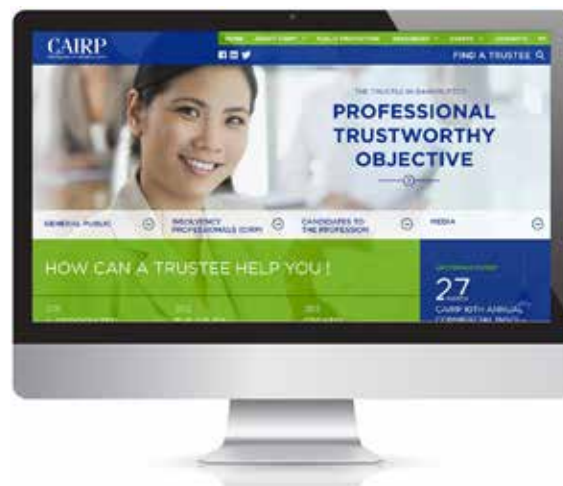 CAIRP
HOME ABOUT CAIRP PUBLIC PROTECTION RESOURCES EVENTS
FIND A TRUSTEE
THE TRUSTEE IN BANKRUPTCY
PROFESSIONAL
TRUSTWORTHY
OBJECTIVE
GENERAL PUBLIC
INSOLVENCY
PROFESSIONALS (CIRP)
CANDIDATES TO
THE PROFESSION
MEDIA
HOW CAN A TRUSTEE HELP YOU !
27
CAIRP 10TH ANNUAL